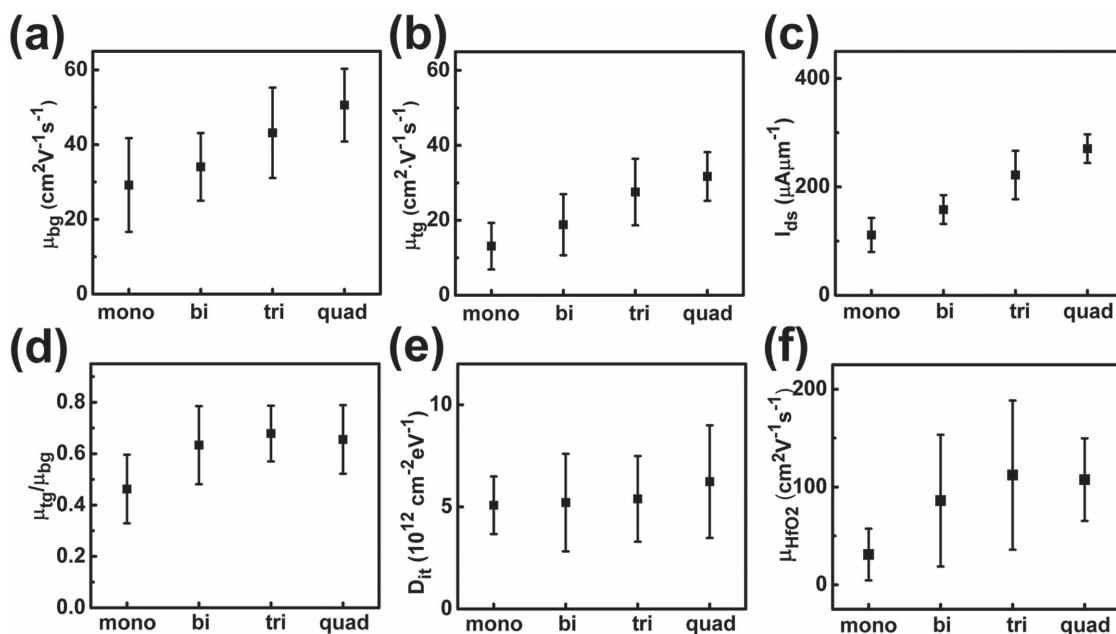 (a)
60
40
20
0
μbg (cm²V⁻¹s⁻¹)
mono bi tri quad
(b)
60
40
20
0
μtg (cm²·V⁻¹s⁻¹)
mono bi tri quad
(c)
400
200
0
Ids (μAμm⁻¹)
mono bi tri quad
(d)
0.8
0.6
0.4
0.2
0.0
μtg/μbg
mono bi tri quad
(e)
10
5
0
Dit (10¹² cm⁻²eV⁻¹)
mono bi tri quad
(f)
200
100
0
μHfO2 (cm²V⁻¹s⁻¹)
mono bi tri quad